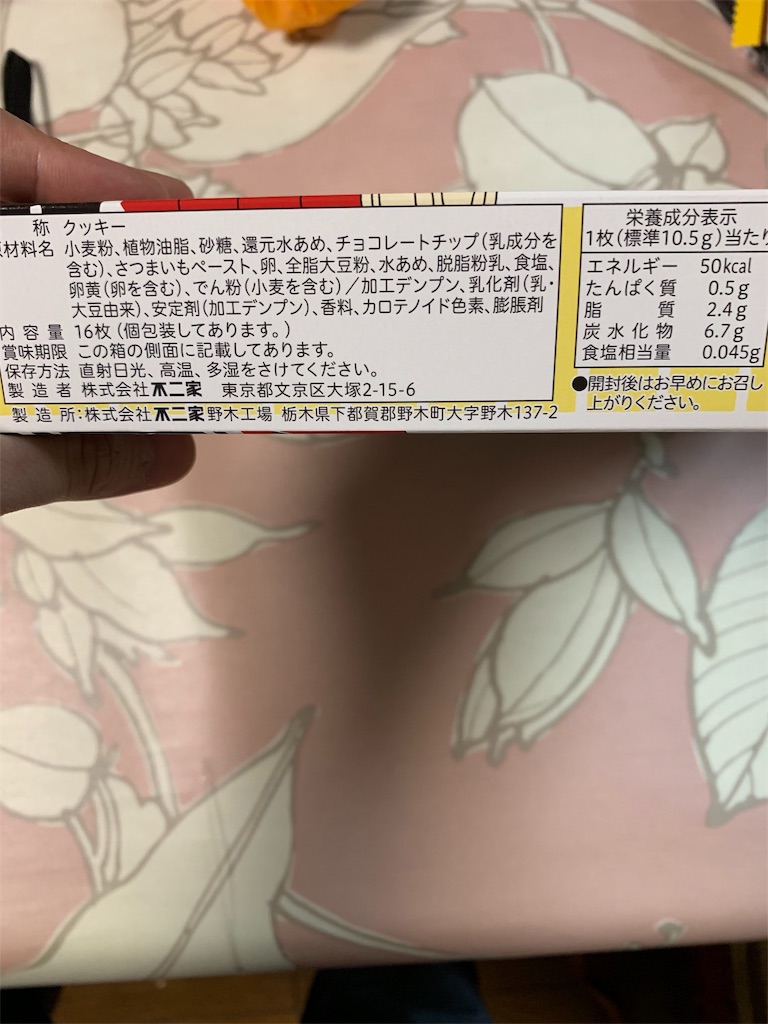 称 クッキー
材料名 小麦粉、植物油脂、砂糖、還元水あめ、チョコレートチップ(乳成分を
含む)、さつまいもペースト、卵、全脂大豆粉、水あめ、脱脂粉乳、食塩、
卵黄(卵を含む)、でん粉(小麦を含む)/加工デンプン、乳化剤(乳・
大豆由来)、安定剤(加工デンプン)、香料、カロテノイド色素、膨脹剤
内容量 16枚(個包装してあります。)
賞味期限 この箱の側面に記載してあります。
保存方法 直射日光、高温、多湿をさけてください。
製造者 株式会社不二家 東京都文京区大塚2-15-6
製造所:株式会社不二家野木工場 栃木県下都賀郡野木町大字野木137-2
栄養成分表示
1枚(標準10.5g)当たり
エネルギー 50kcal
たんぱく質 0.5g
脂質 2.4g
炭水化物 6.7g
食塩相当量 0.045g
●開封後はお早めにお召し
上がりください。